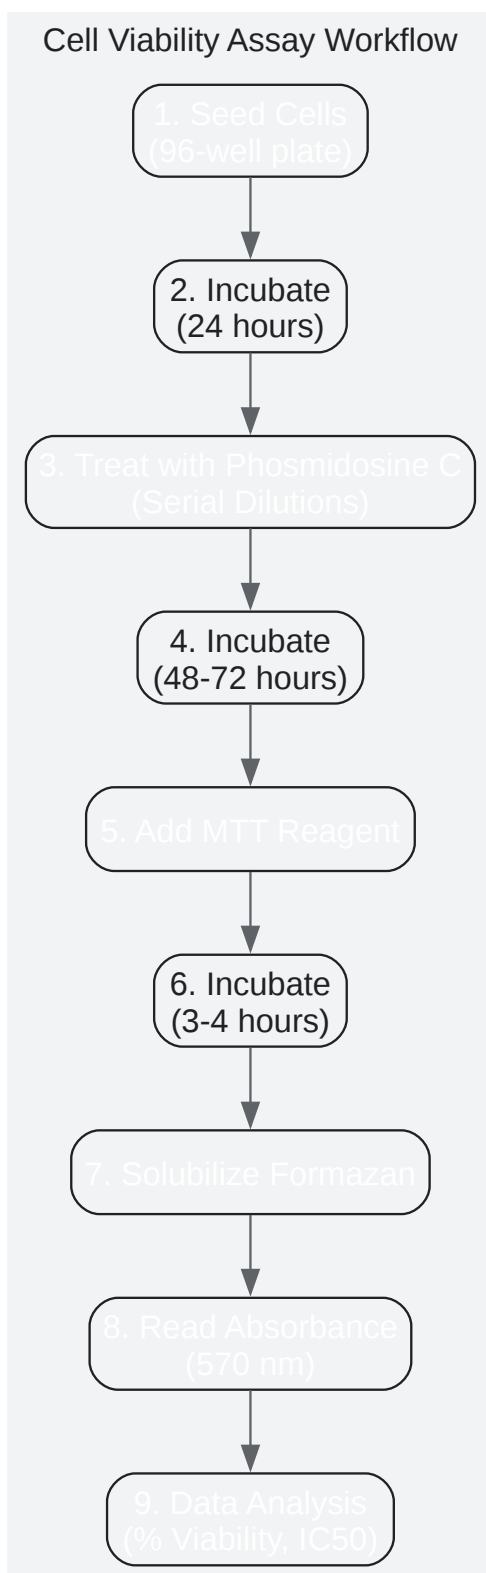 Cell Viability Assay Workflow
1. Seed Cells
(96-well plate)
2. Incubate
(24 hours)
3. Treat with Phosmidosine C
(Serial Dilutions)
4. Incubate
(48-72 hours)
5. Add MTT Reagent
6. Incubate
(3-4 hours)
7. Solubilize Formazan
8. Read Absorbance
(570 nm)
9. Data Analysis
(% Viability, IC50)